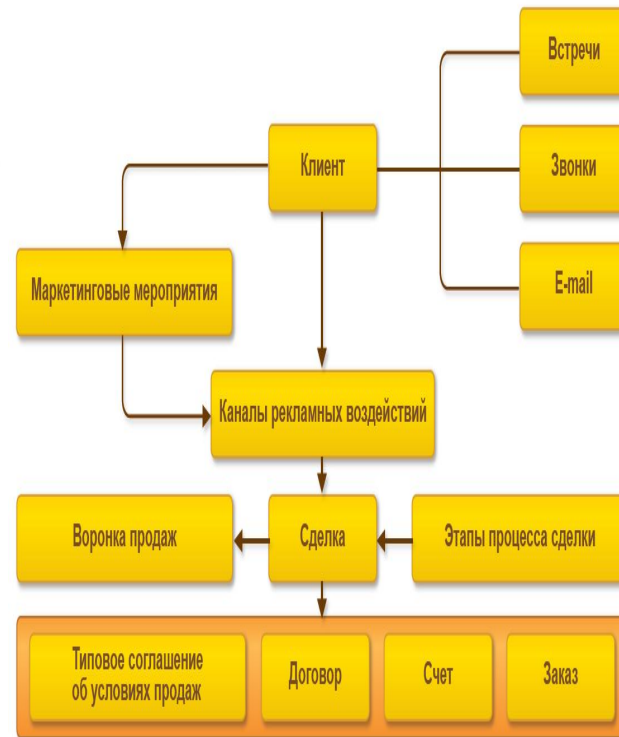 Встречи
Клиент
Звонки
Маркетинговые мероприятия
E-mail
Каналы рекламных воздействий
Воронка продаж
Сделка
Этапы процесса сделки
Типовое соглашение
об условиях продаж
Договор
Счет
Заказ